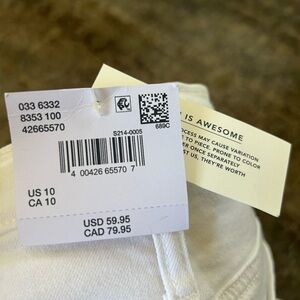 033 6332
8353 100
42665570
689C
S214-0005
4 00426 65570 7
US 10
CA 10
USD 59.95
CAD 79.95
IS AWESOME
OCESS MAY CAUSE VARIATION
TO PIECE. PRONE TO COLOR
ER ONCE SEPARATELY
ST US, THEY'RE WORTH